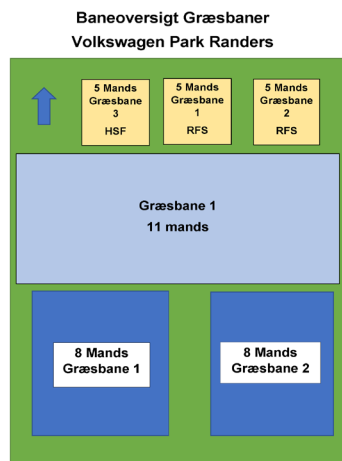 Baneoversigt Græsbaner
Volkswagen Park Randers
5 Mands
Græsbane
3
HSF
5 Mands
Græsbane
1
RFS
5 Mands
Græsbane
2
RFS
Græsbane 1
11 mands
8 Mands
Græsbane 1
8 Mands
Græsbane 2